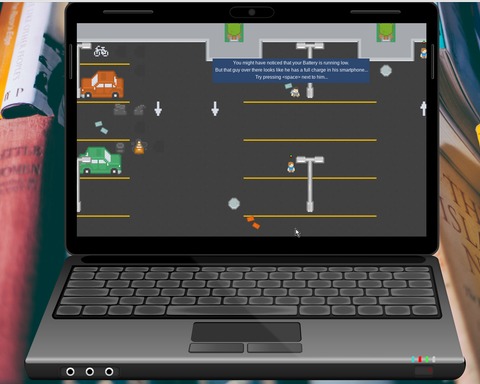 You might have noticed that your Battery is running low.
But that guy over there looks like he has a full charge in his smartphone...
Try pressing <space> next to him...